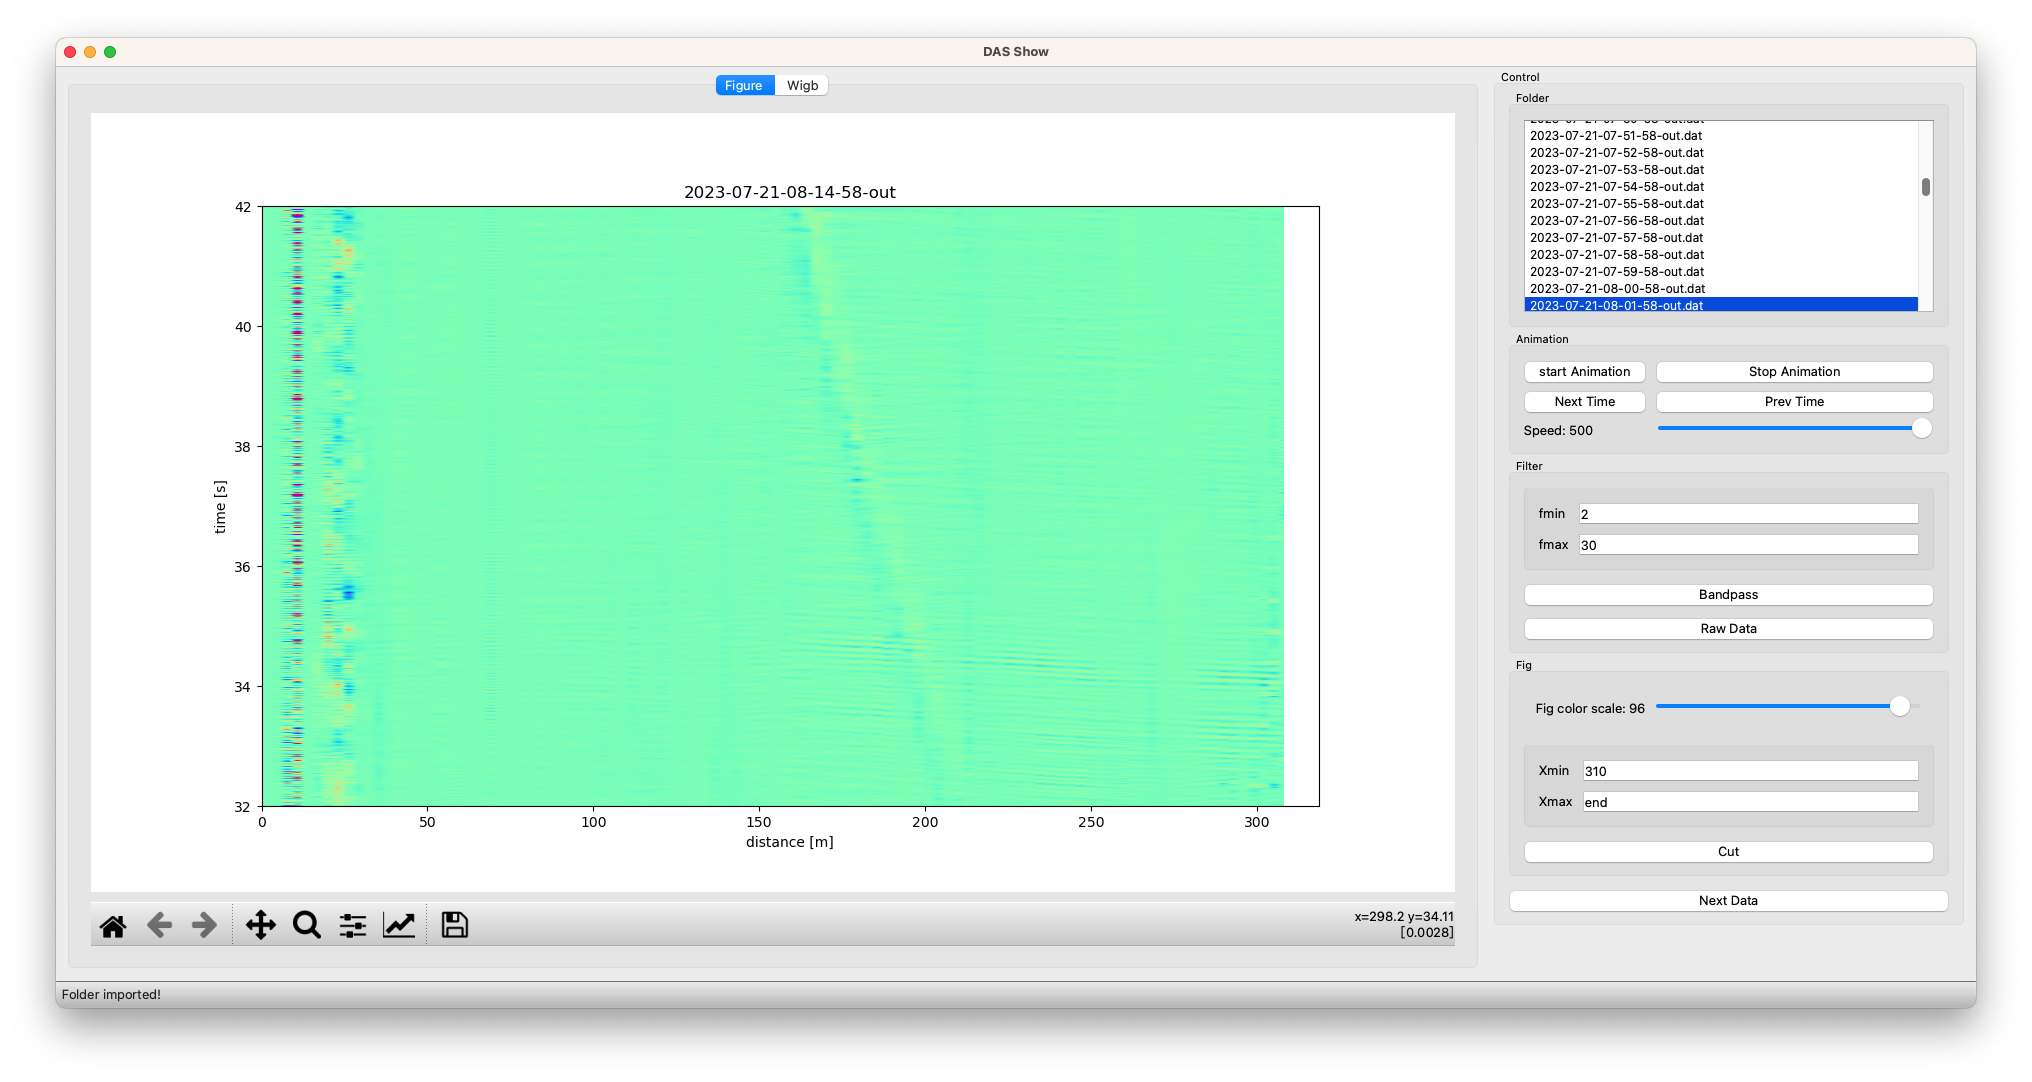 DAS Show
Figure
Wigb
2023-07-21-08-14-58-out
42
40
38
36
34
32
time [s]
0
50
100
150
200
250
300
distance [m]
x=298.2 y=34.11
[0.0028]
Folder imported!
Control
Folder
2023-07-21-07-51-58-out.dat
2023-07-21-07-52-58-out.dat
2023-07-21-07-53-58-out.dat
2023-07-21-07-54-58-out.dat
2023-07-21-07-55-58-out.dat
2023-07-21-07-56-58-out.dat
2023-07-21-07-57-58-out.dat
2023-07-21-07-58-58-out.dat
2023-07-21-07-59-58-out.dat
2023-07-21-08-00-58-out.dat
2023-07-21-08-01-58-out.dat
Animation
start Animation
Stop Animation
Next Time
Prev Time
Speed: 500
Filter
fmin 2
fmax 30
Bandpass
Raw Data
Fig
Fig color scale: 96
Xmin 310
Xmax end
Cut
Next Data